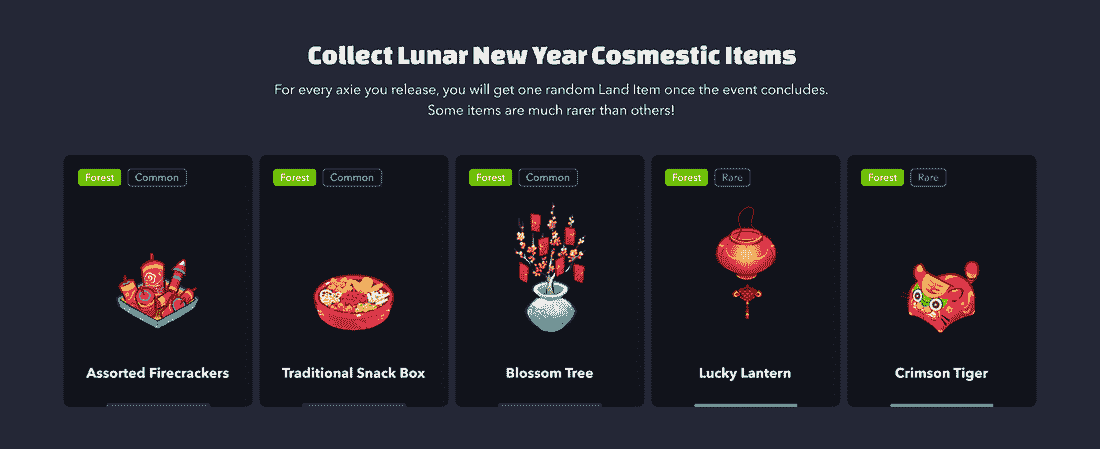 Collect Lunar New Year Cosmestic Items
For every axie you release, you will get one random Land Item once the event concludes.
Some items are much rarer than others!
Forest Common
Assorted Firecrackers
Forest Common
Traditional Snack Box
Forest Common
Blossom Tree
Forest Rare
Lucky Lantern
Forest Rare
Crimson Tiger